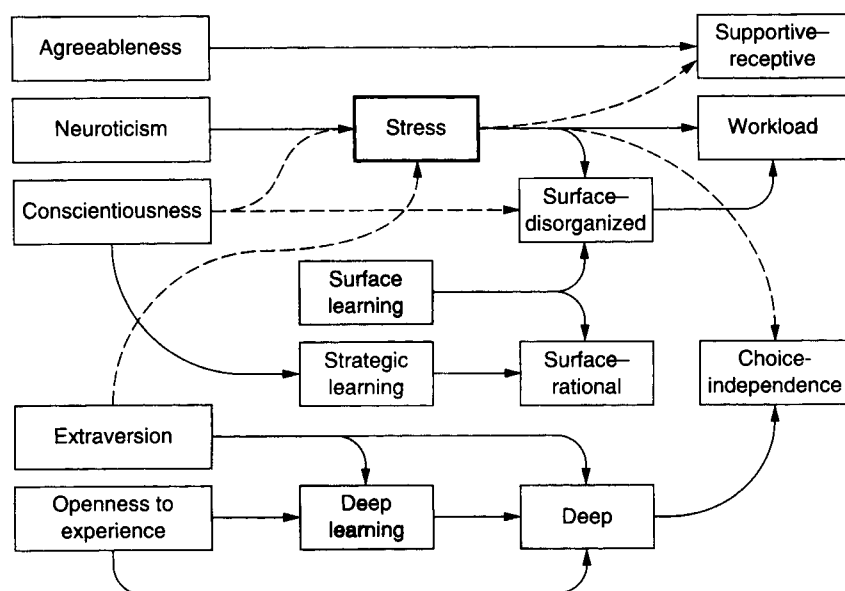 Agreeableness
Supportive–
receptive
Neuroticism
Stress
Workload
Conscientiousness
Surface–
disorganized
Surface
learning
Strategic
learning
Surface–
rational
Choice-
independence
Extraversion
Openness to
experience
Deep
learning
Deep